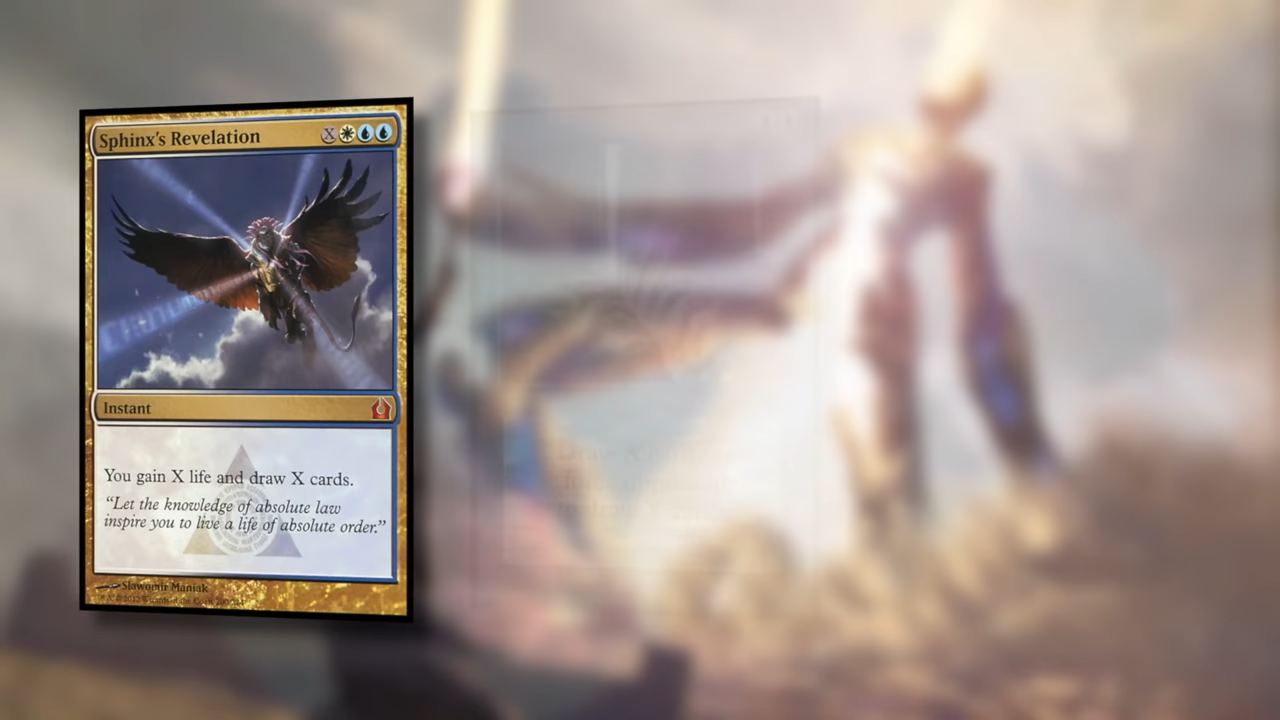 Sphinx's Revelation X
Instant
You gain X life and draw X cards.
“Let the knowledge of absolute law
inspire you to live a life of absolute order.”
Slawomir Maniak